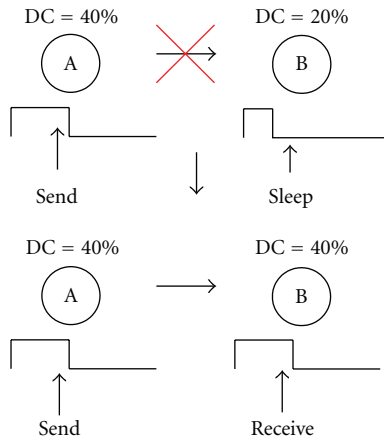 DC = 40% DC = 20%
A B
Send Sleep
DC = 40% DC = 40%
A B
Send Receive